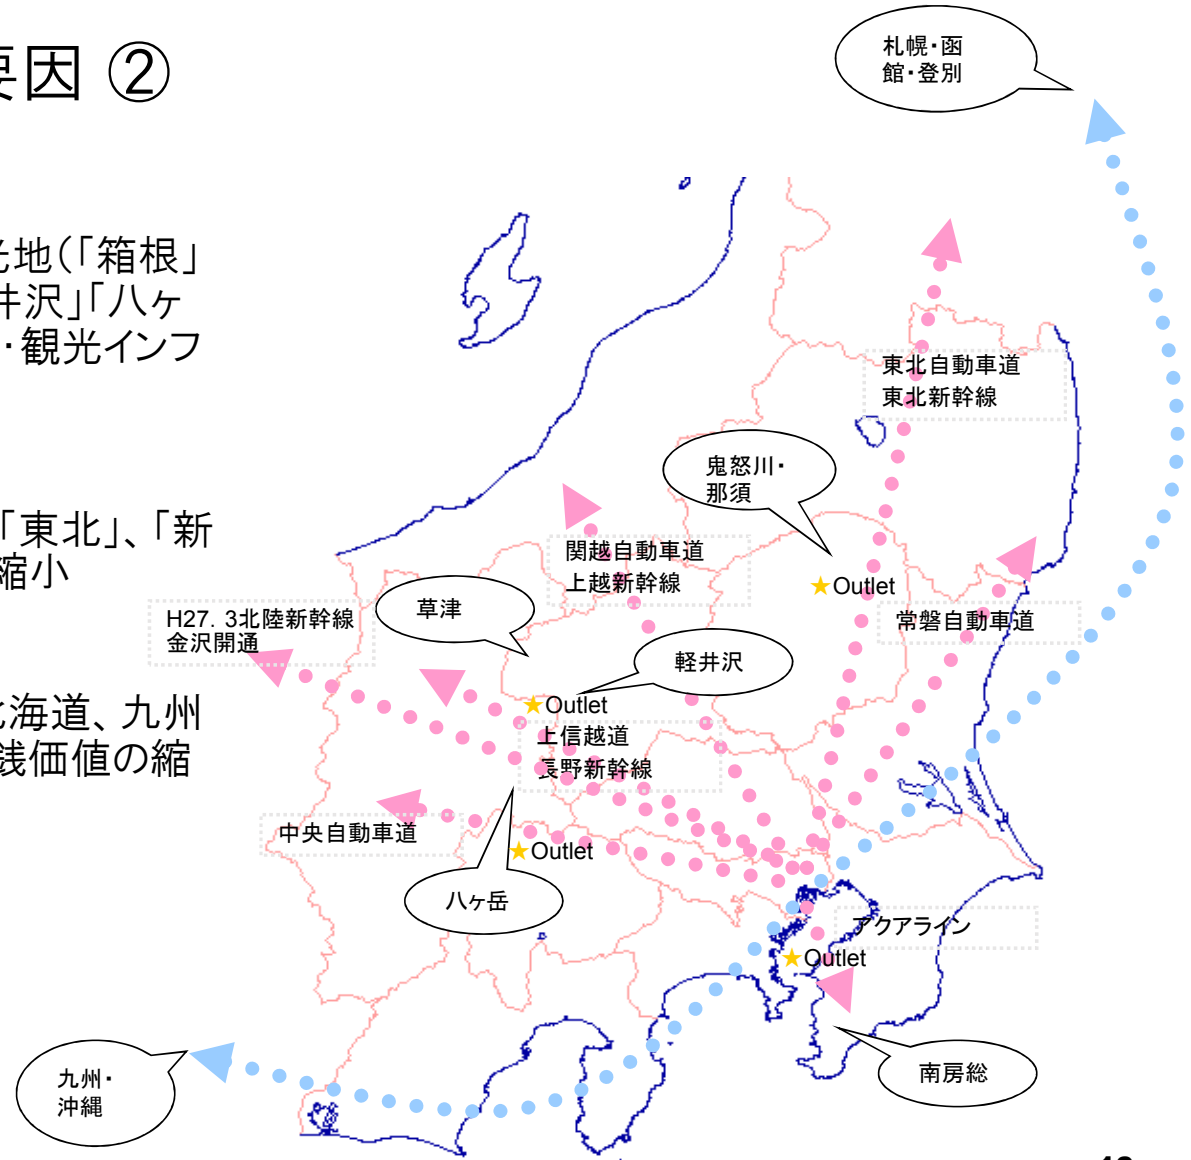 要因 ②
札幌・函
館・登別
光地(「箱根」
井沢」「八ヶ
・観光インフ
東北自動車道
東北新幹線
鬼怒川・
那須
「東北」、「新
縮小
関越自動車道
上越新幹線
Outlet
草津
H27. 3北陸新幹線
金沢開通
常磐自動車道
軽井沢
北海道、九州
銭価値の縮
Outlet
上信越道
長野新幹線
中央自動車道
Outlet
八ヶ岳
アクアライン
Outlet
九州・
沖縄
南房総